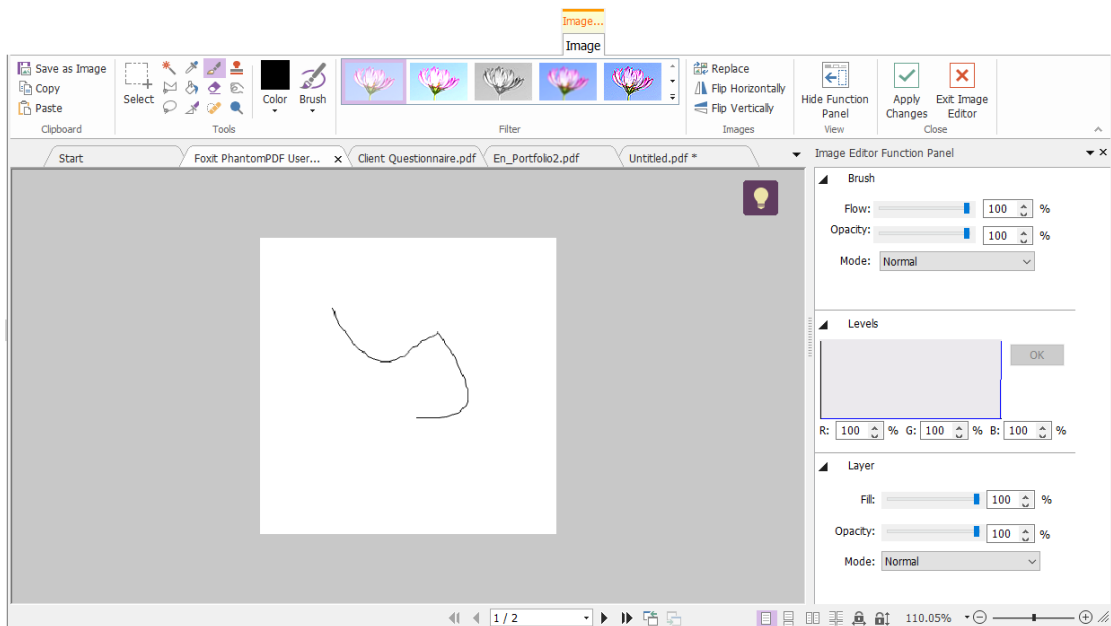 Image...
Image
Save as Image
Copy
Paste
Clipboard
Select
Tools
Color
Brush
Filter
Replace
Flip Horizontally
Flip Vertically
Images
Hide Function
Panel
View
Apply
Changes
Exit Image
Editor
Close
Start
Foxit PhantomPDF User... x
Client Questionnaire.pdf
En_Portfolio2.pdf
Untitled.pdf *
Image Editor Function Panel
Brush
Flow: 100 %
Opacity: 100 %
Mode: Normal
Levels
OK
R: 100 % G: 100 % B: 100 %
Layer
Fill: 100 %
Opacity: 100 %
Mode: Normal
1 / 2
110.05%